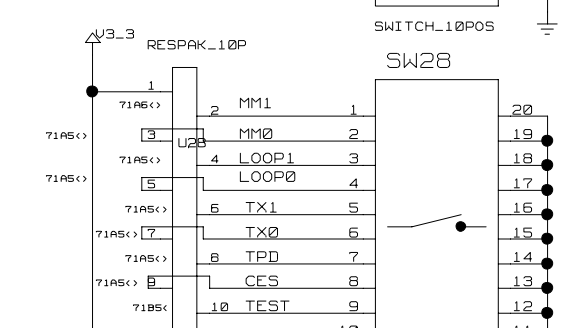 SWITCH_10POS
V3_3
RESPAK_10P
SW28
1
71A6<> 2 MM1 1 20
71A5<> 3 MM0 2 19
U28
71A5<> 4 LOOP1 3 18
71A5<> 5 LOOP0 4 17
71A5<> 6 TX1 5 16
71A5<> 7 TX0 6 15
71A5<> 8 TPD 7 14
71A5<> 9 CES 8 13
71B5< 10 TEST 9 12